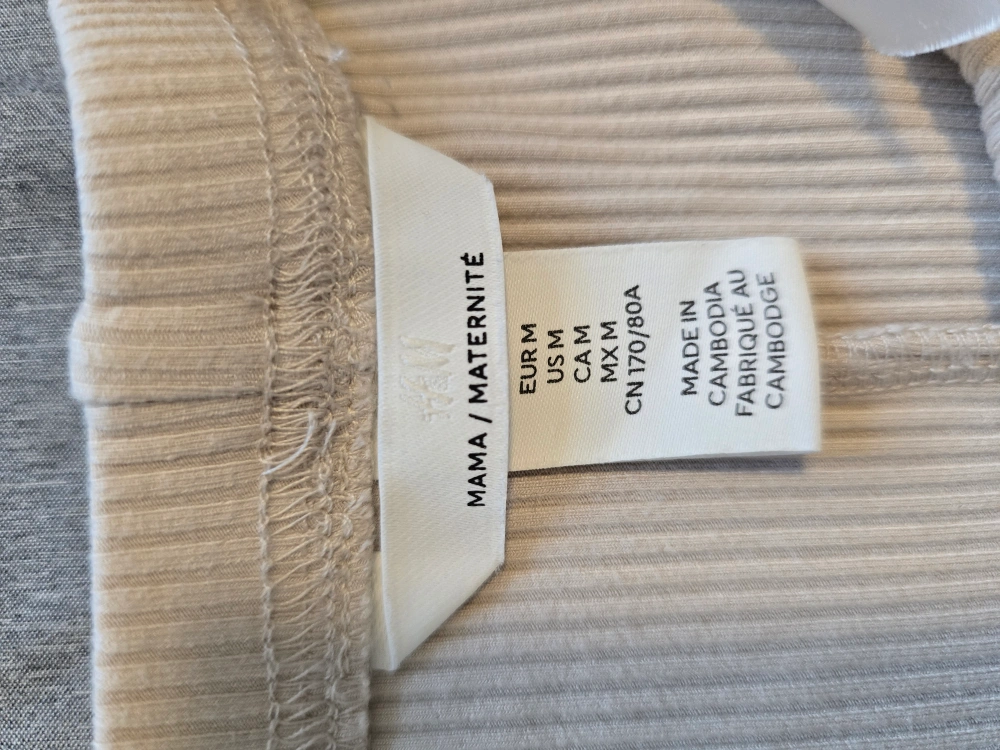 H&M
MAMA / MATERNITÉ
EUR M
US M
CA M
MX M
CN 170/80A
MADE IN
CAMBODIA
FABRIQUÉ AU
CAMBODGE